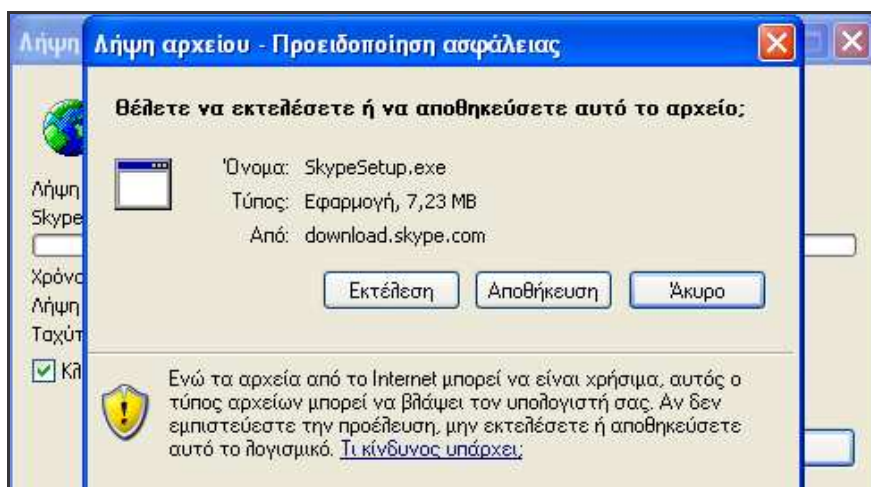 Λήψη
Λήψη αρχείου - Προειδοποίηση ασφάλειας
Θέλετε να εκτελέσετε ή να αποθηκεύσετε αυτό το αρχείο;
Όνομα: SkypeSetup.exe
Τύπος: Εφαρμογή, 7,23 MB
Από: download.skype.com
Λήψη
Skype
Εκτέλεση Αποθήκευση Άκυρο
Λήψη
Ενώ τα αρχεία από το Internet μπορεί να είναι χρήσιμα, αυτός ο
τύπος αρχείων μπορεί να βλάψει τον υπολογιστή σας. Αν δεν
εμπιστεύεστε την προέλευση, μην εκτελέσετε ή αποθηκεύσετε
αυτό το λογισμικό. Τι κίνδυνος υπάρχει;